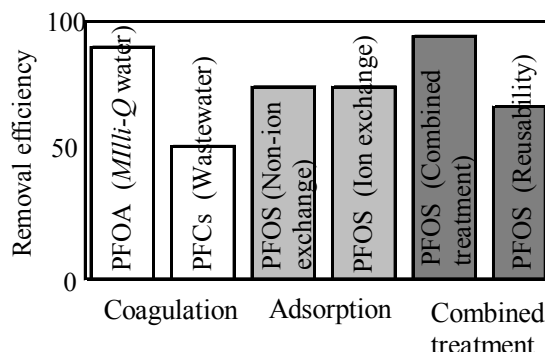 100
50
0
Removal efficiency
PFOA (MIlli-Q water)
PFCs (Wastewater)
PFOS (Non-ion
exchange)
PFOS (Ion exchange)
PFOS (Combined
treatment)
PFOS (Reusability)
Coagulation
Adsorption
Combined
treatment